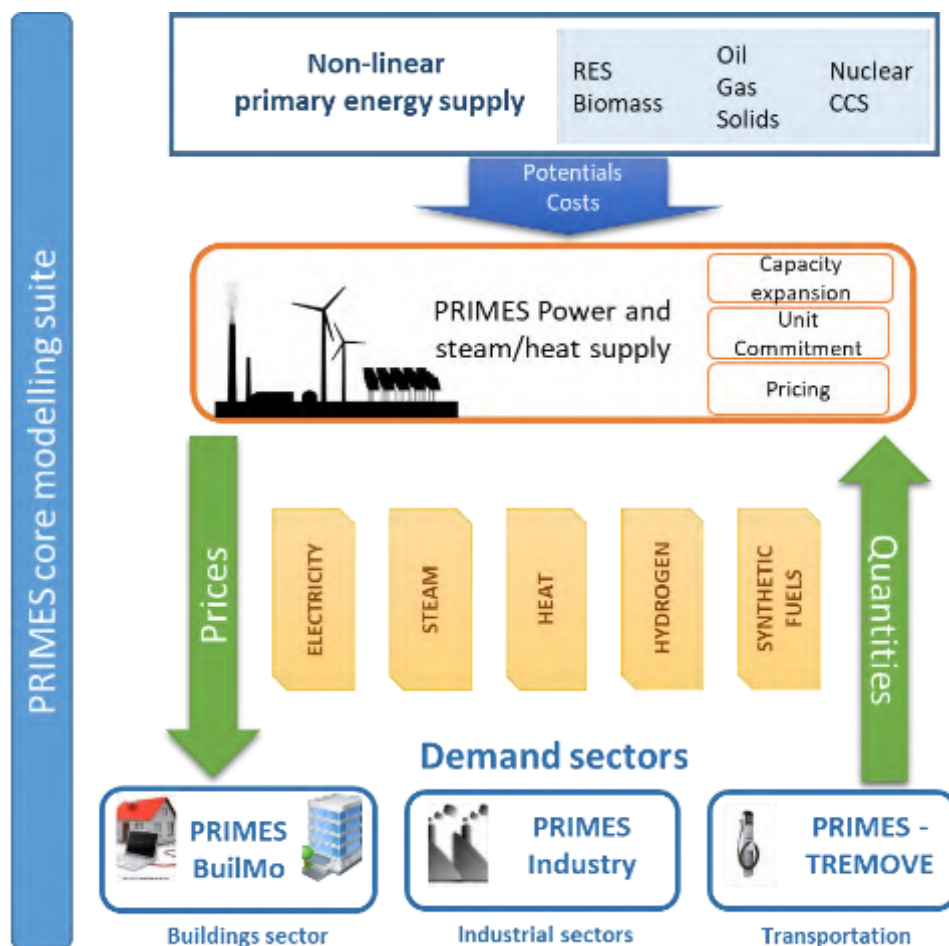 PRIMES core modelling suite
Non-linear
primary energy supply
RES
Biomass
Oil
Gas
Solids
Nuclear
CCS
Potentials
Costs
PRIMES Power and
steam/heat supply
Capacity
expansion
Unit
Commitment
Pricing
Prices
ELECTRICITY
STEAM
HEAT
HYDROGEN
SYNTHETIC
FUELS
Quantities
Demand sectors
PRIMES
BuilMo
PRIMES
Industry
PRIMES -
TREMOVE
Buildings sector
Industrial sectors
Transportation